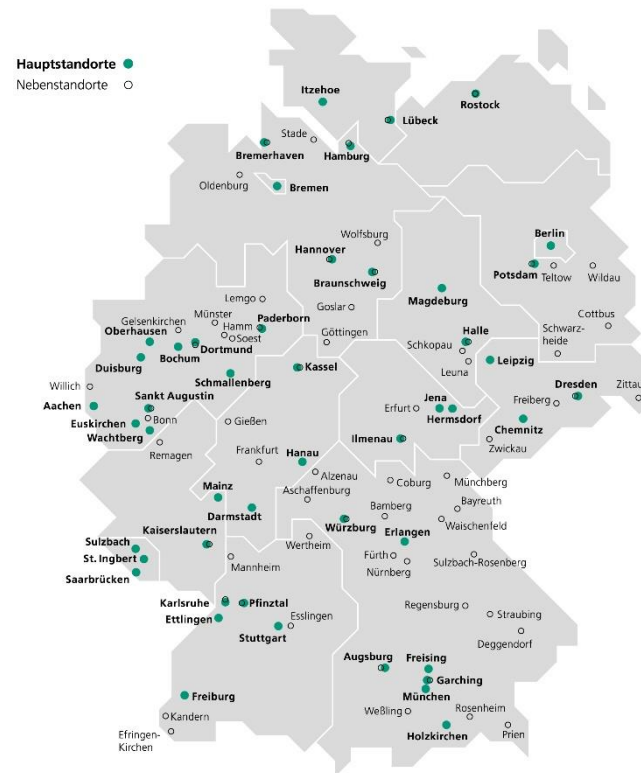 Hauptstandorte
Nebenstandorte
Itzehoe
Rostock
Lübeck
Stade
Bremerhaven
Hamburg
Oldenburg
Bremen
Wolfsburg
Berlin
Hannover
Potsdam
Teltow
Wildau
Braunschweig
Magdeburg
Lemgo
Goslar
Münster
Gelsenkirchen
Hamm
Paderborn
Cottbus
Oberhausen
Soest
Göttingen
Halle
Schwarz-
heide
Dortmund
Bochum
Schkopau
Duisburg
Leuna
Leipzig
Kassel
Schmallenberg
Willich
Dresden
Zittau
Aachen
Sankt Augustin
Erfurt
Jena
Freiberg
Bonn
Hermsdorf
Chemnitz
Euskirchen
Gießen
Wachtberg
Ilmenau
Zwickau
Remagen
Frankfurt
Hanau
Alzenau
Coburg
Münchberg
Mainz
Aschaffenburg
Bayreuth
Darmstadt
Bamberg
Würzburg
Waischenfeld
Kaiserslautern
Wertheim
Erlangen
Sulzbach
St. Ingbert
Mannheim
Fürth
Nürnberg
Sulzbach-Rosenberg
Saarbrücken
Karlsruhe
Pfinztal
Regensburg
Ettlingen
Esslingen
Straubing
Stuttgart
Deggendorf
Augsburg
Freising
Garching
München
Freiburg
Weßling
Rosenheim
Kandern
Holzkirchen
Prien
Efringen-
Kirchen